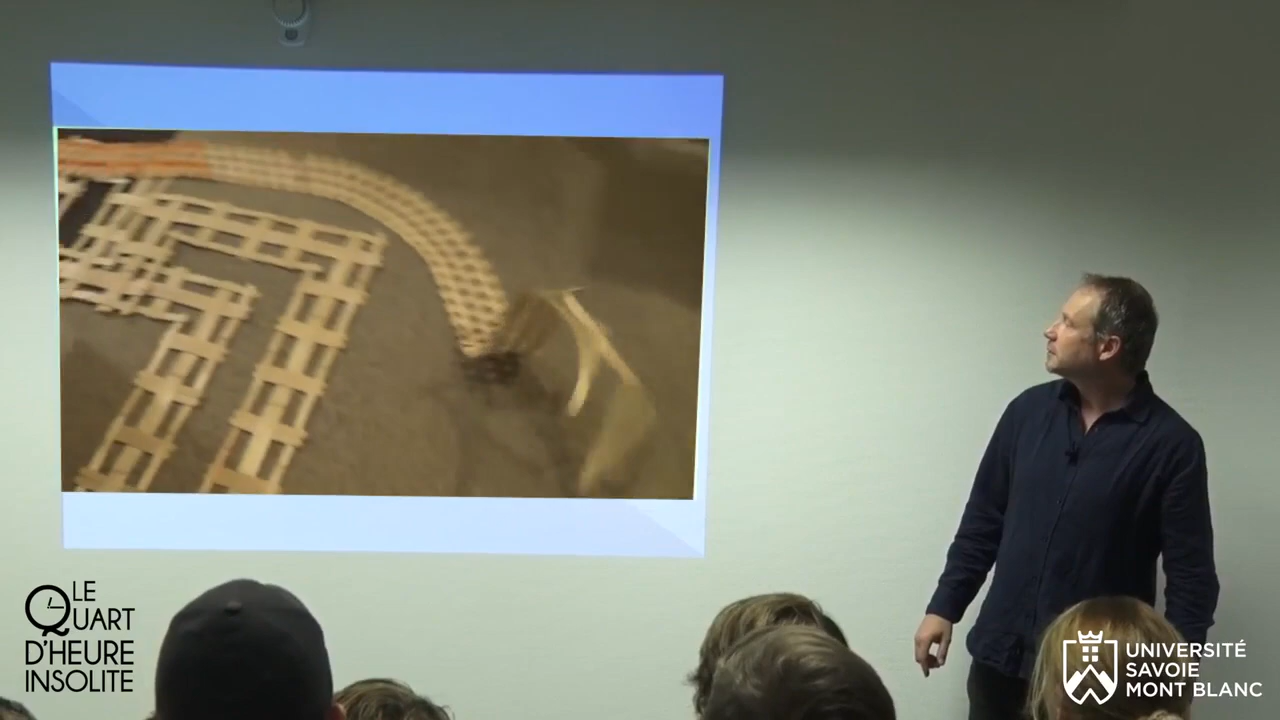 LE
QUART
D'HEURE
INSOLITE
UNIVERSITÉ
SAVOIE
MONT BLANC